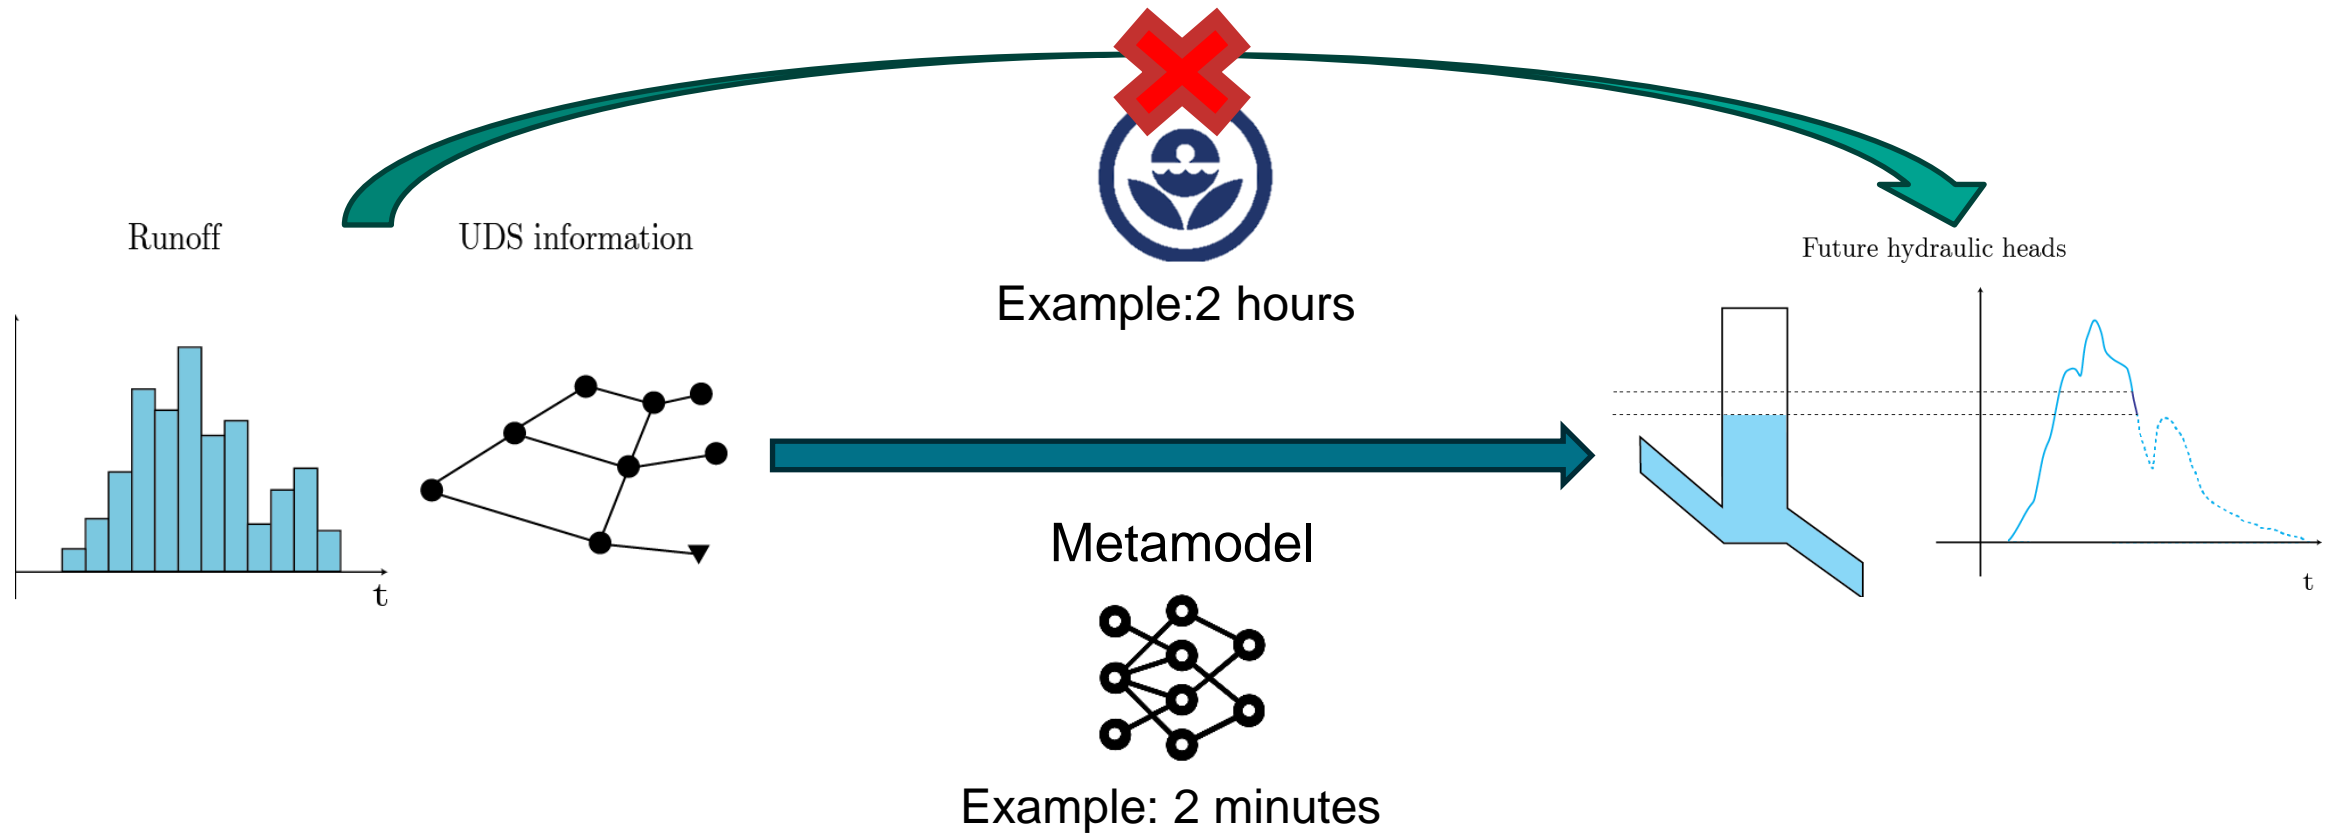 Runoff
UDS information
Future hydraulic heads
Example:2 hours
t
t
Metamodel
Example: 2 minutes